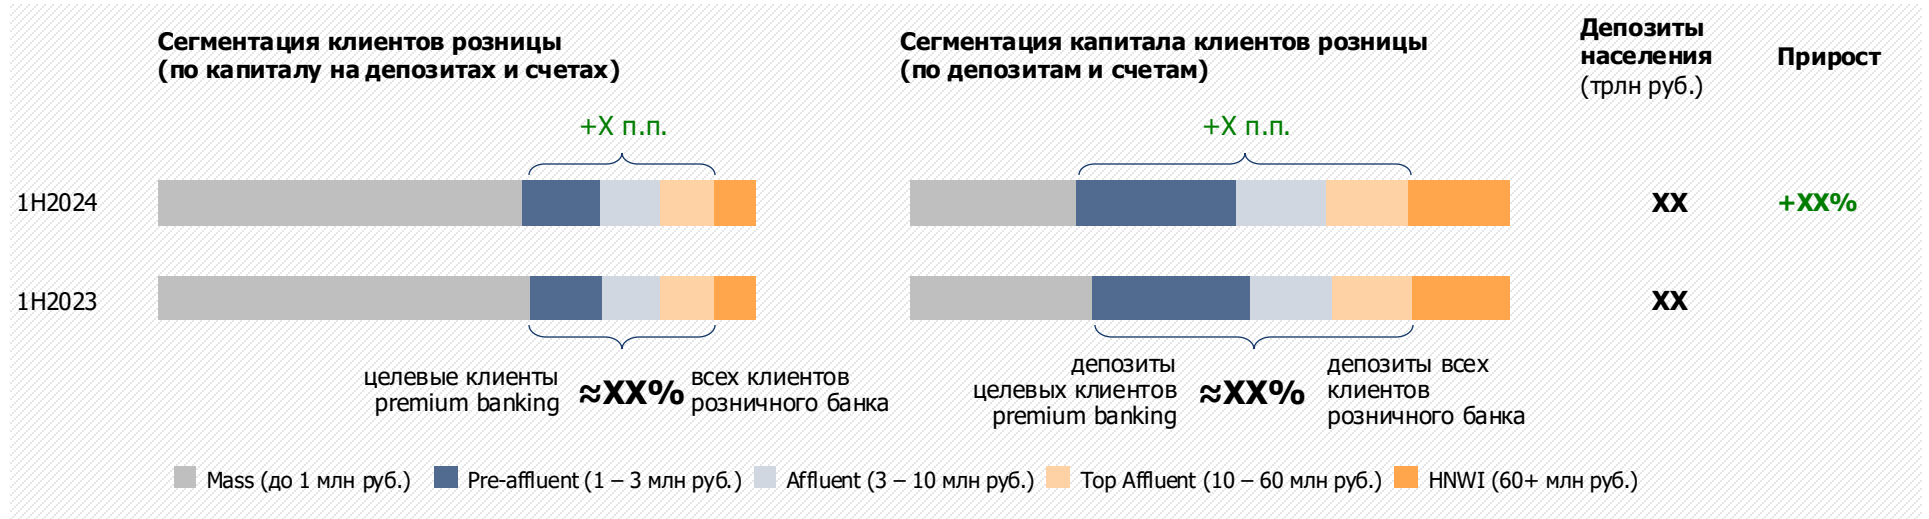 Сегментация клиентов розницы
(по капиталу на депозитах и счетах)
Сегментация капитала клиентов розницы
(по депозитам и счетам)
Депозиты
населения
(трлн руб.)
Прирост
+X п.п.
+X п.п.
1H2024
XX
+XX%
1H2023
XX
целевые клиенты
premium banking
≈XX%
всех клиентов
розничного банка
депозиты
целевых клиентов
premium banking
≈XX%
депозиты всех
клиентов
розничного банка
Mass (до 1 млн руб.)
Pre-affluent (1 – 3 млн руб.)
Affluent (3 – 10 млн руб.)
Top Affluent (10 – 60 млн руб.)
HNWI (60+ млн руб.)